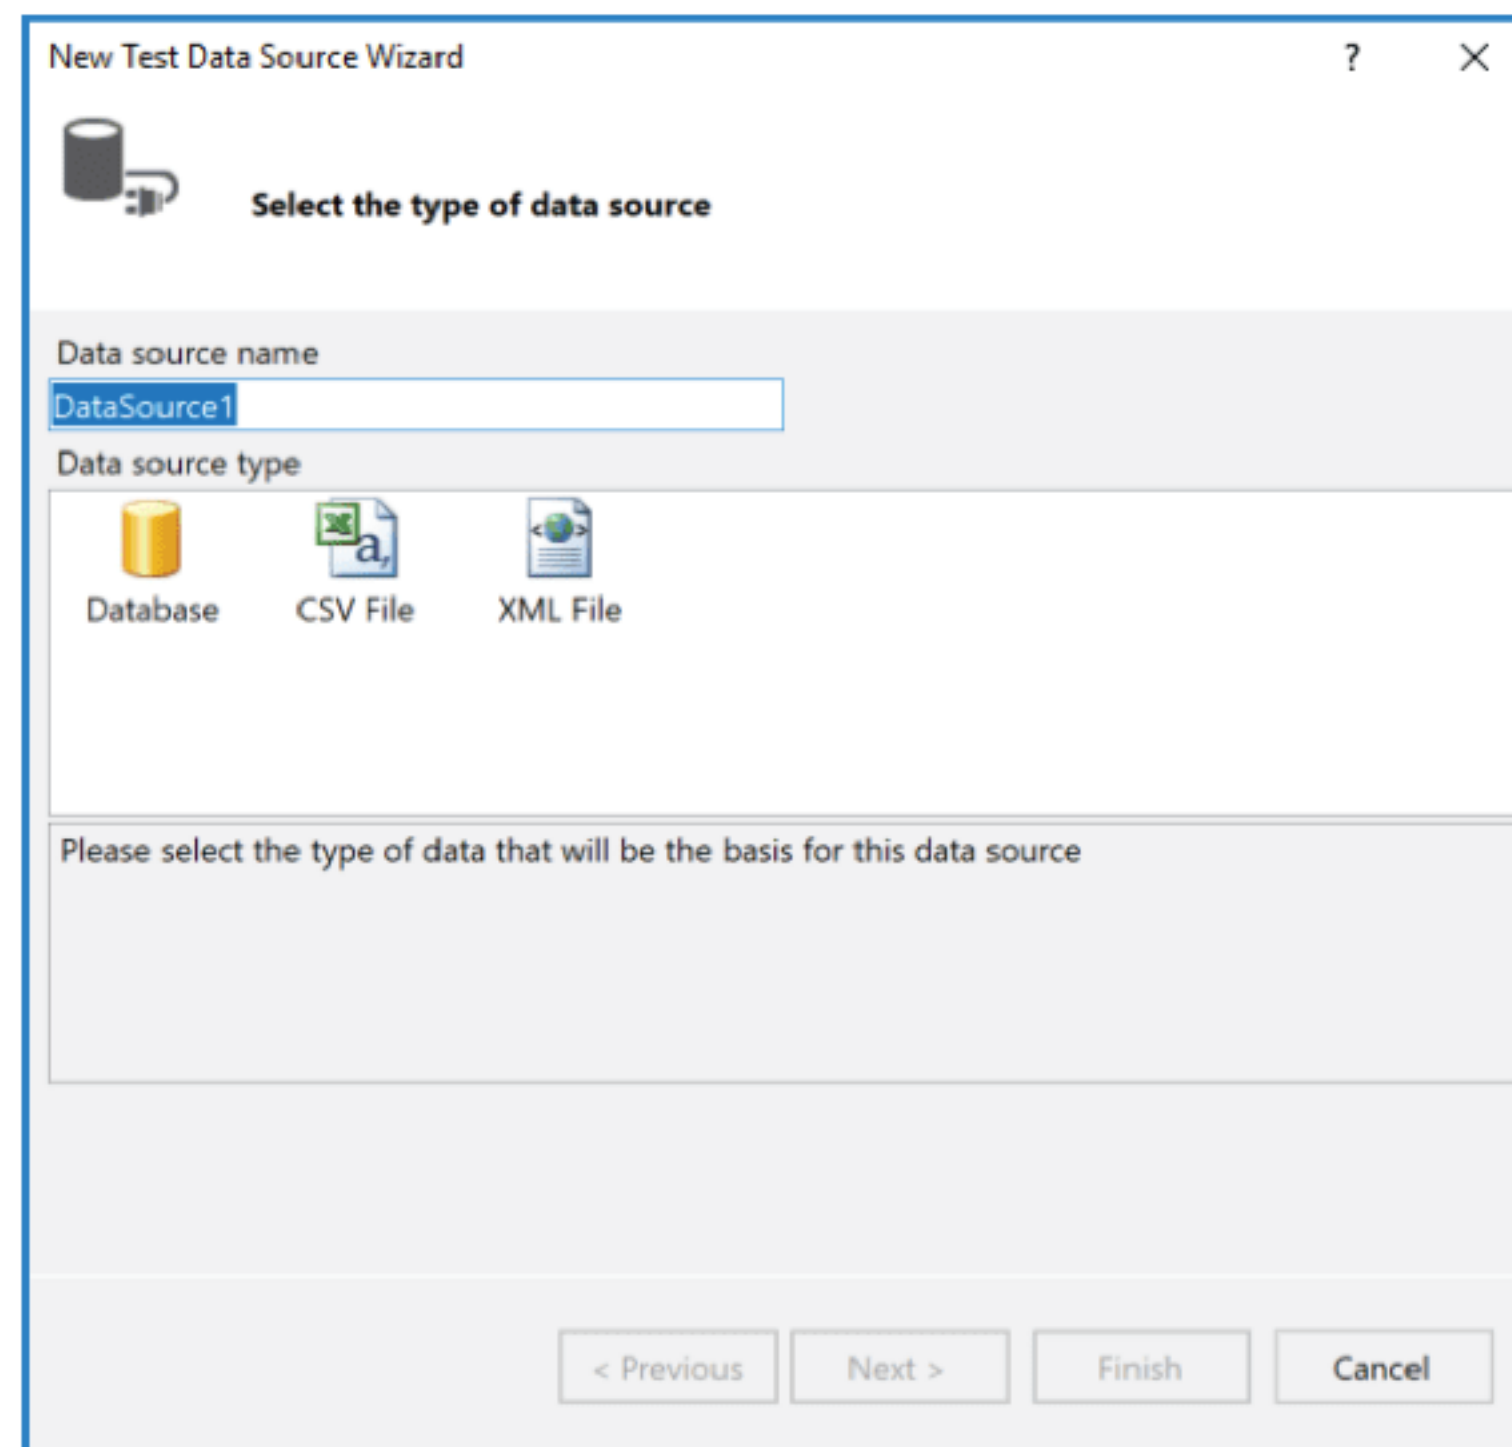 New Test Data Source Wizard ?
Select the type of data source
Data source name
DataSource1
Data source type
a,
Database CSV File XML File
Please select the type of data that will be the basis for this data source
< Previous Next > Finish Cancel